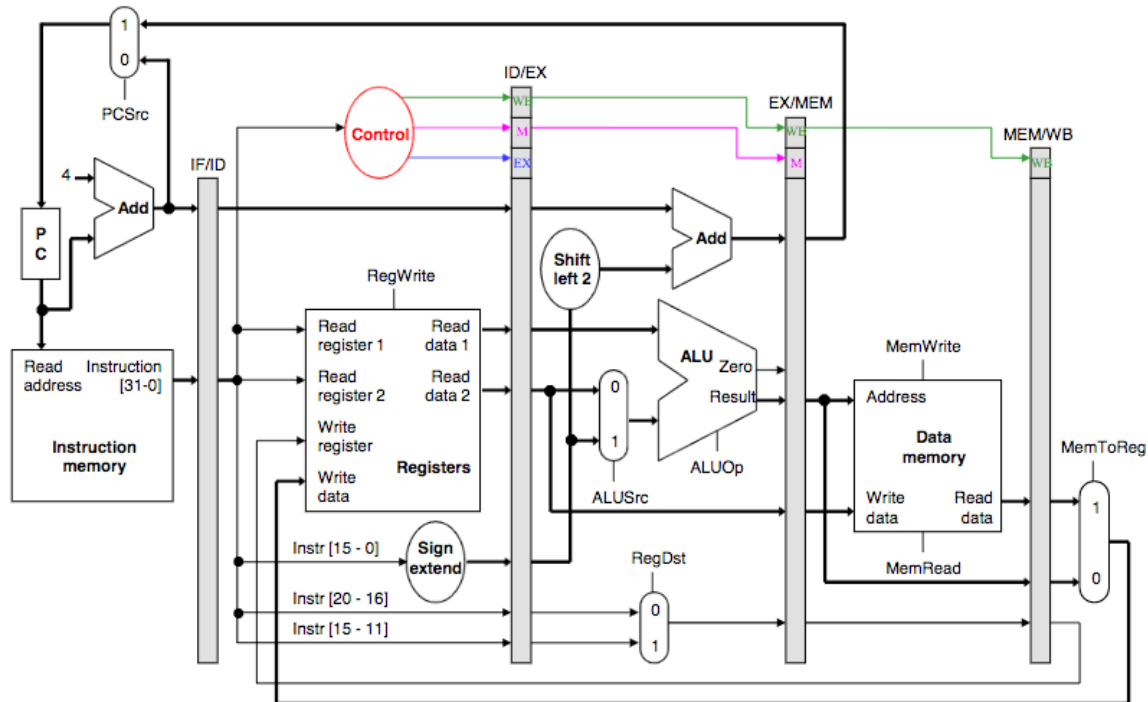 1
0
PCSrc
ID/EX
WB
M
EX
Control
EX/MEM
WB
M
MEM/WB
WB
IF/ID
4
Add
P
C
Add
Shift
left 2
RegWrite
Read
register 1
Read
data 1
Read
register 2
Read
data 2
Write
register
Write
data
Registers
Read
address
Instruction
[31-0]
Instruction
memory
0
1
ALUSrc
ALU
Zero
Result
ALUOp
MemWrite
Address
Data
memory
Write
data
Read
data
MemRead
MemToReg
1
0
Instr [15 - 0]
Sign
extend
RegDst
Instr [20 - 16]
0
Instr [15 - 11]
1